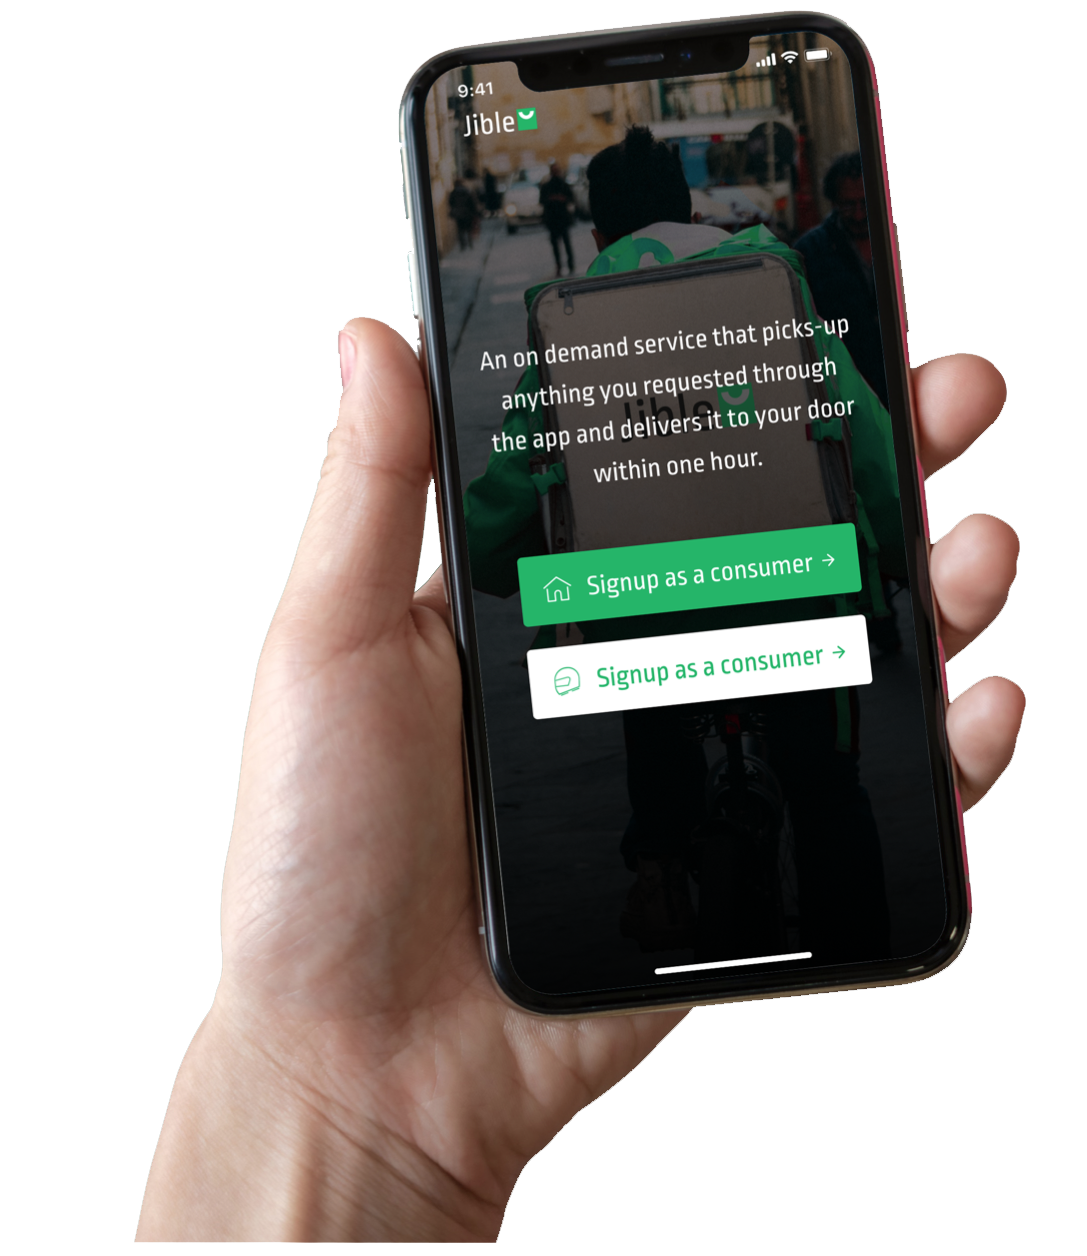 9:41
Jible
An on demand service that picks-up
anything you requested through
Jible
the app and delivers it to your door
within one hour.
Signup as a consumer →
Signup as a consumer →